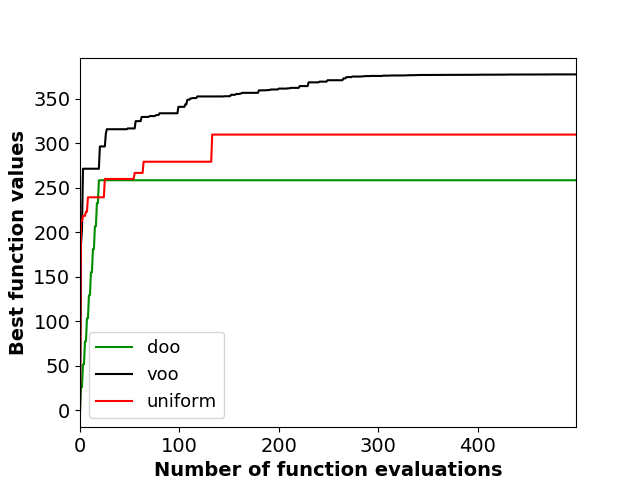 Best function values
350
300
250
200
150
100
50
0
doo
voo
uniform
0 100 200 300 400
Number of function evaluations